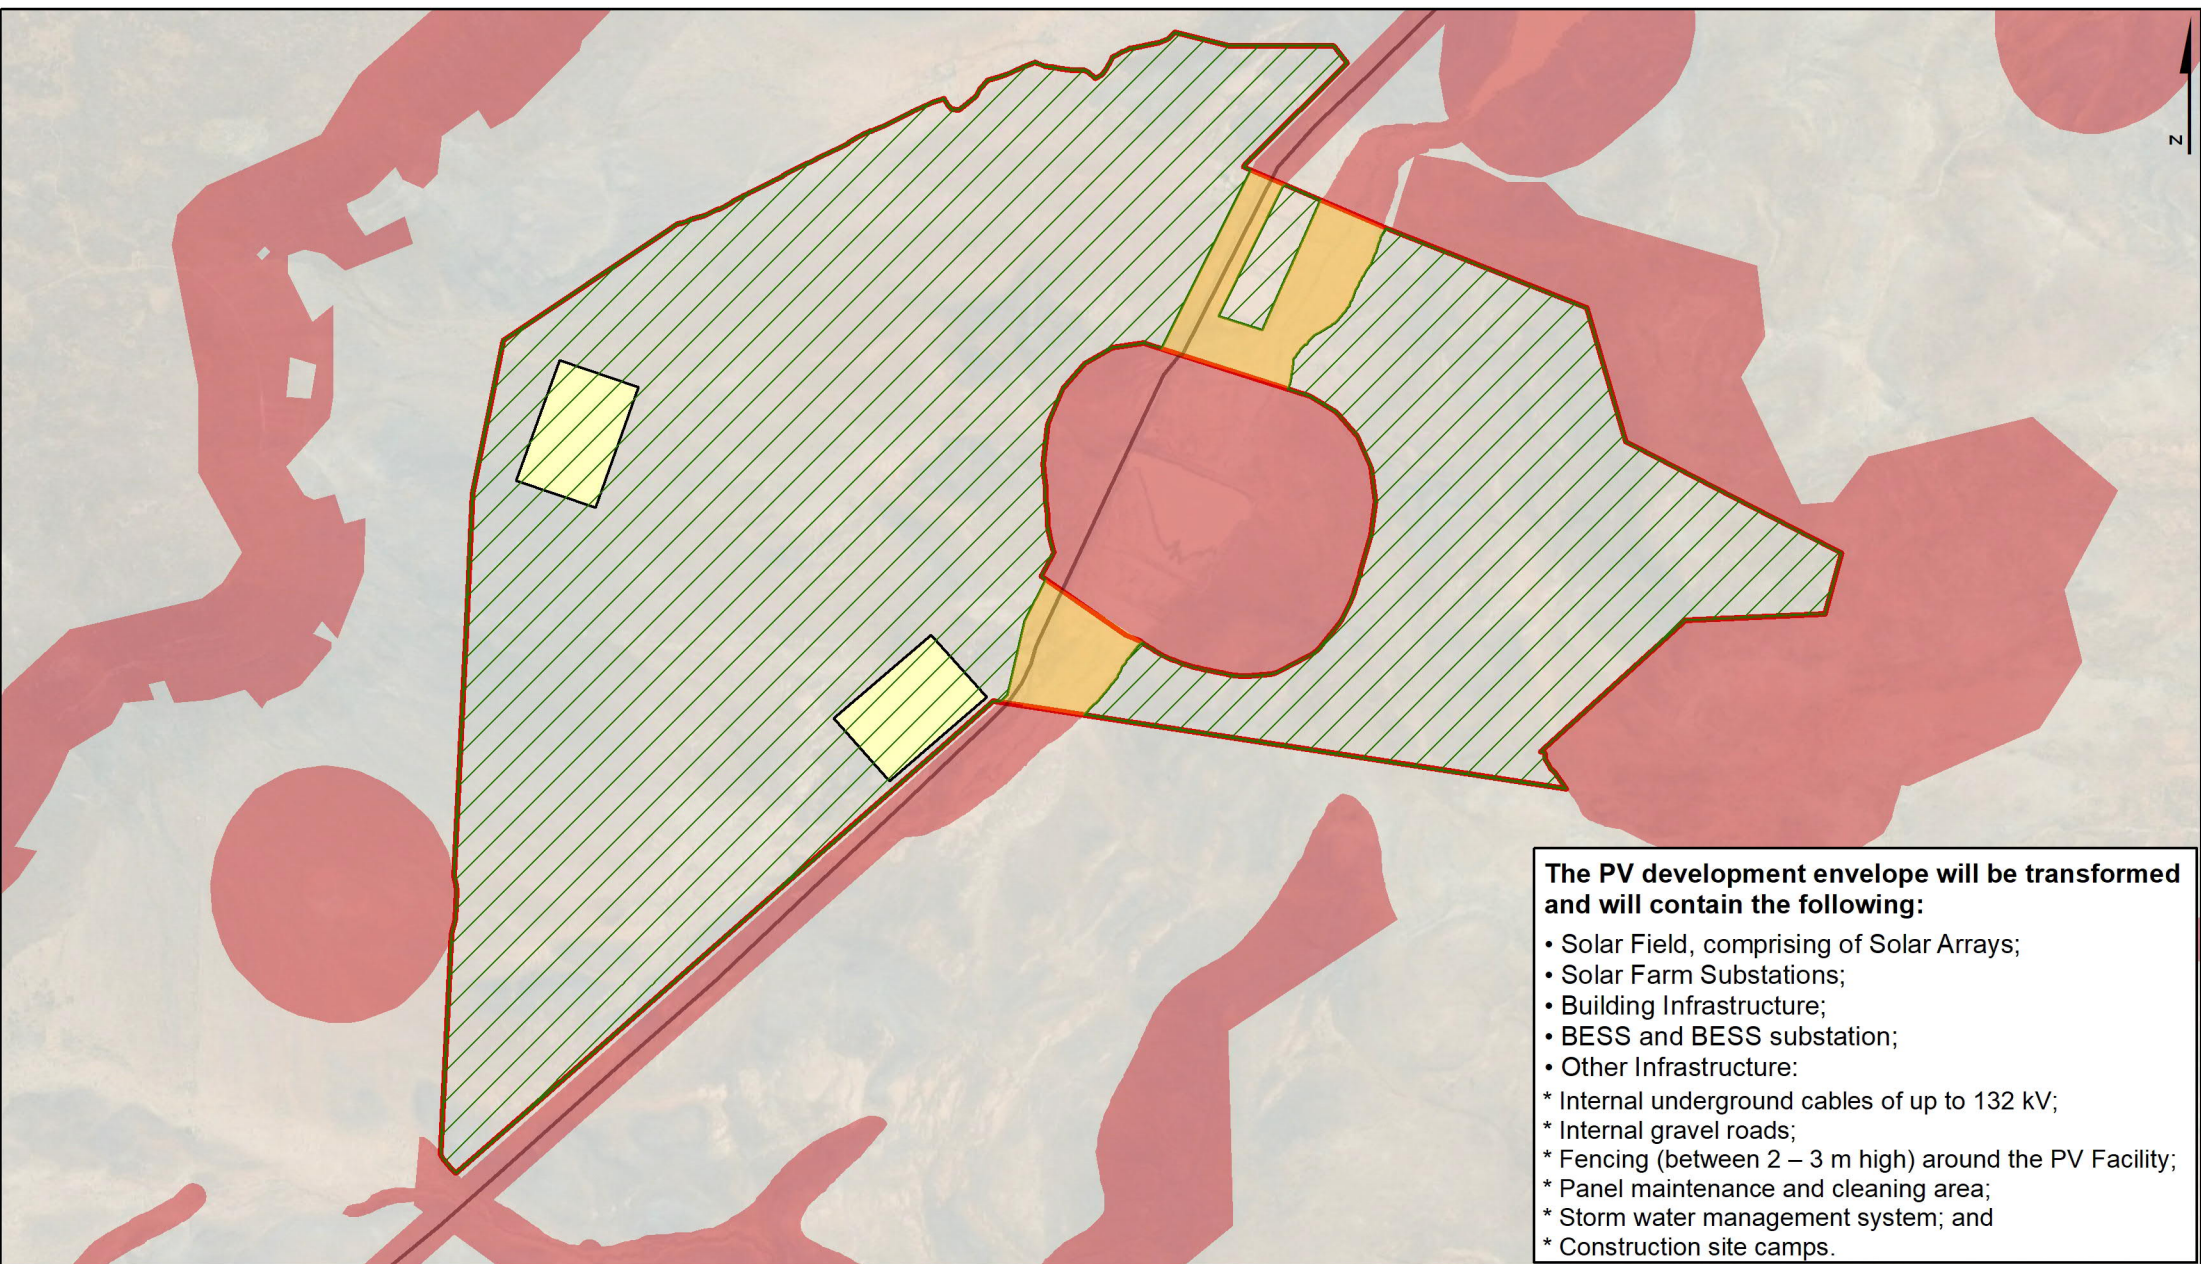 N
The PV development envelope will be transformed
and will contain the following:
• Solar Field, comprising of Solar Arrays;
• Solar Farm Substations;
• Building Infrastructure;
• BESS and BESS substation;
• Other Infrastructure:
* Internal underground cables of up to 132 kV;
* Internal gravel roads;
* Fencing (between 2 – 3 m high) around the PV Facility;
* Panel maintenance and cleaning area;
* Storm water management system; and
* Construction site camps.